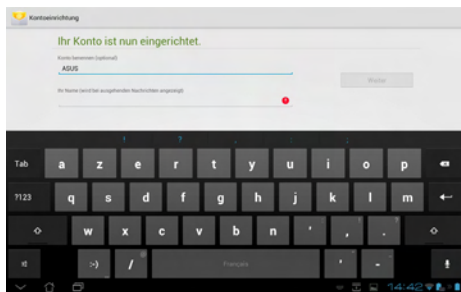 Kontoeinrichtung
Ihr Konto ist nun eingerichtet.
Konto benennen (optional)
ASUS
Weiter
Ihr Name (wird bei ausgehenden Nachrichten angezeigt)
! ? , : ;
Tab a z e r t y u i o p
?123 q s d f g h j k l m
w x c v b n ' , .
:-) / Français ' -
14:42